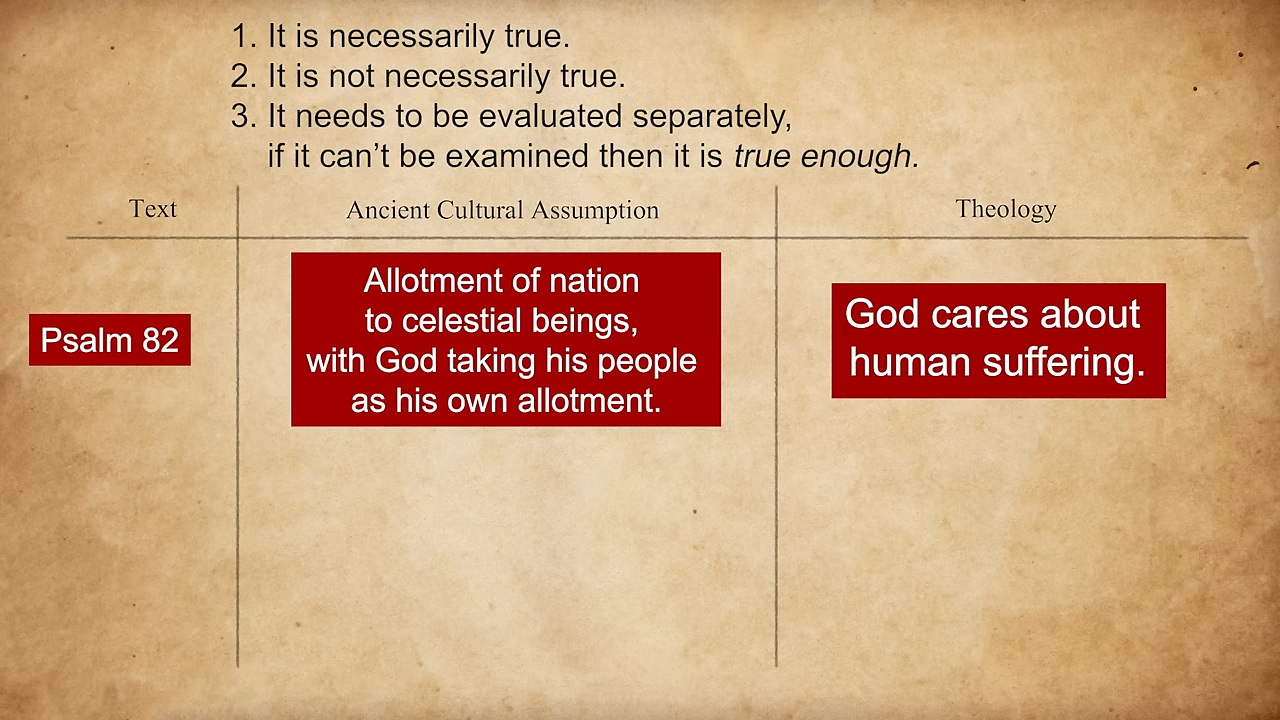 1. It is necessarily true.
2. It is not necessarily true.
3. It needs to be evaluated separately,
if it can’t be examined then it is true enough.
Text
Ancient Cultural Assumption
Theology
Psalm 82
Allotment of nation
to celestial beings,
with God taking his people
as his own allotment.
God cares about
human suffering.